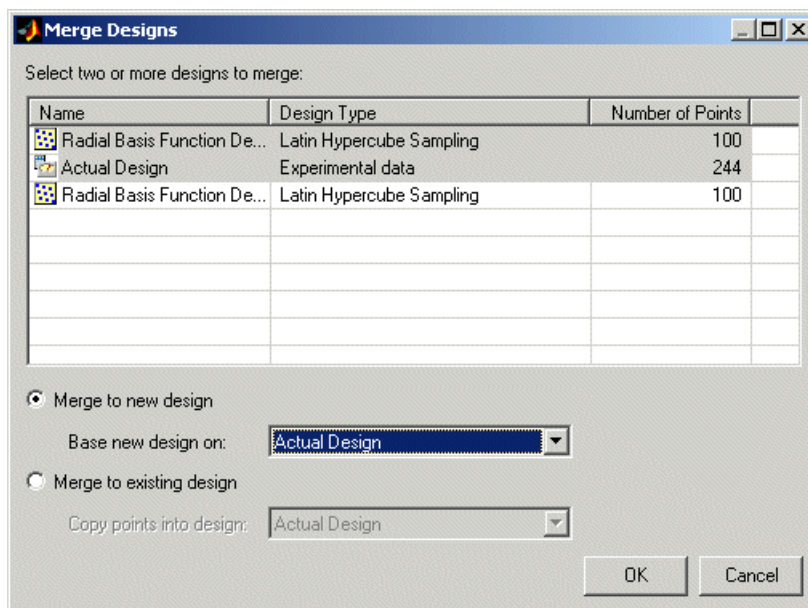 Merge Designs
Select two or more designs to merge:
Name Design Type Number of Points
Radial Basis Function De... Latin Hypercube Sampling 100
Actual Design Experimental data 244
Radial Basis Function De... Latin Hypercube Sampling 100
Merge to new design
Base new design on: Actual Design
Merge to existing design
Copy points into design: Actual Design
OK Cancel